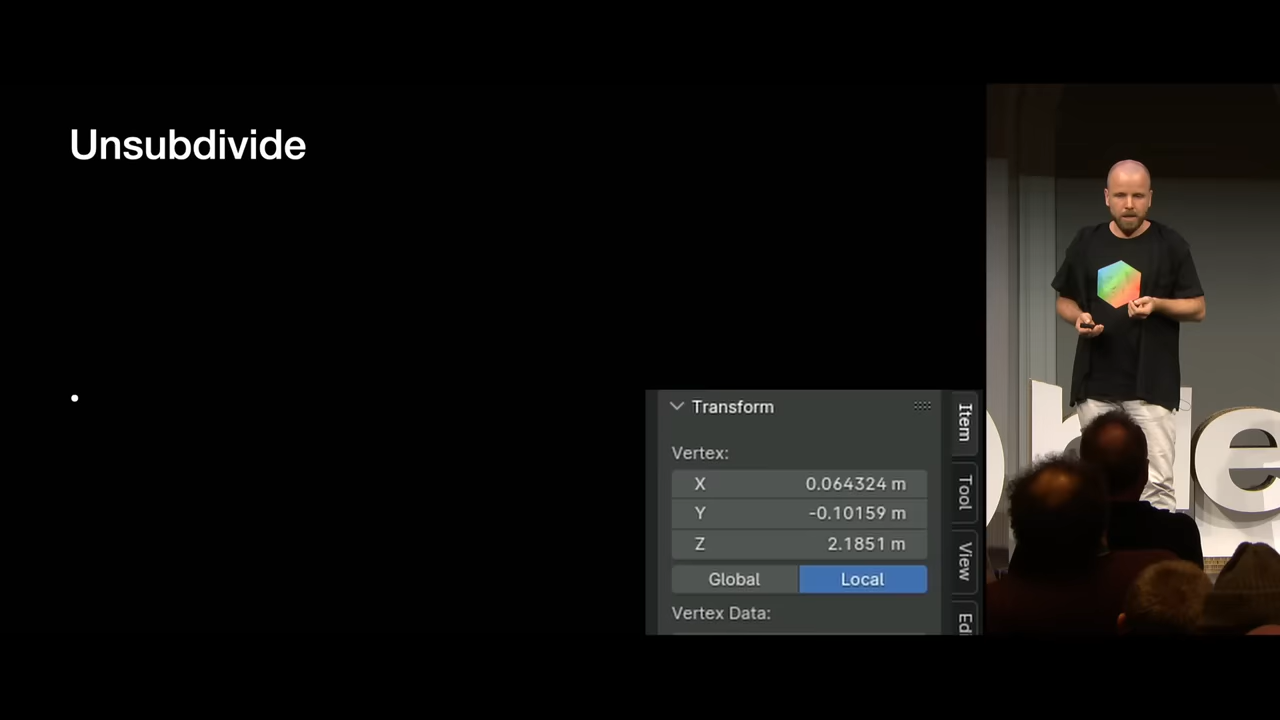 Unsubdivide
•
Transform
Vertex:
X 0.064324 m
Y -0.10159 m
Z 2.1851 m
Global Local
Vertex Data:
Item
Tool
View